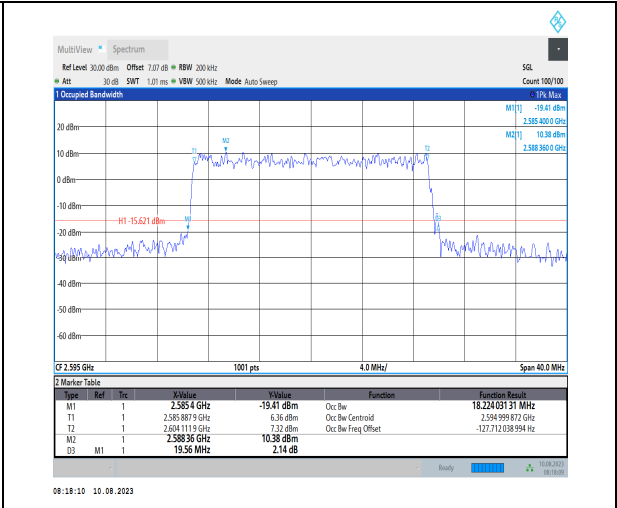 MultiView Spectrum
Ref Level 30.00 dBm Offset 7.07 dB RBW 200 kHz SGL
Att 30 dB SWT 1.01 ms VBW 500 kHz Mode Auto Sweep Count 100/100
1 Occupied Bandwidth 1Pk Max
M1[1] -19.41 dBm
2.585 400 0 GHz
M2[1] 10.38 dBm
2.588 360 0 GHz
20 dBm
M2
T1 T2
10 dBm
0 dBm
-10 dBm
H1 -15.621 dBm
M1
-20 dBm
-30 dBm
-40 dBm
-50 dBm
-60 dBm
CF 2.595 GHz 1001 pts 4.0 MHz/ Span 40.0 MHz
2 Marker Table
Type Ref Trc X-Value Y-Value Function Function Result
M1 1 2.585 4 GHz -19.41 dBm Occ Bw 18.224 031 31 MHz
T1 1 2.585 887 9 GHz 6.36 dBm Occ Bw Centroid 2.594 999 872 GHz
T2 1 2.604 111 9 GHz 7.32 dBm Occ Bw Freq Offset -127.712 038 994 Hz
M2 1 2.588 36 GHz 10.38 dBm
D3 M1 1 19.56 MHz 2.14 dB
Ready 10.08.2023
08:18:09
08:18:10 10.08.2023